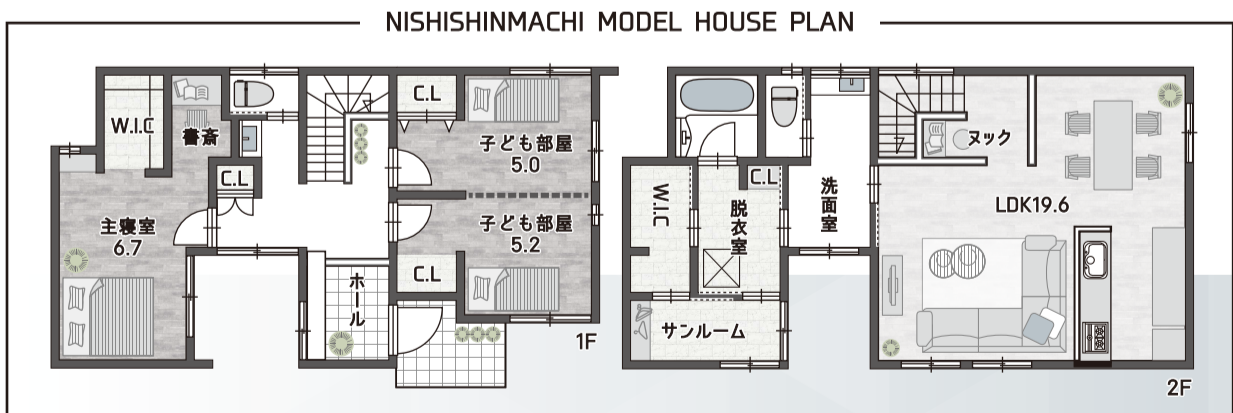 NISHISHINMACHI MODEL HOUSE PLAN
W.I.C
書斎
C.L
主寝室
6.7
C.L
子ども部屋
5.0
子ども部屋
5.2
C.L
ホール
1F
W.I.C
C.L
脱衣室
洗面室
サンルーム
ヌック
LDK19.6
2F